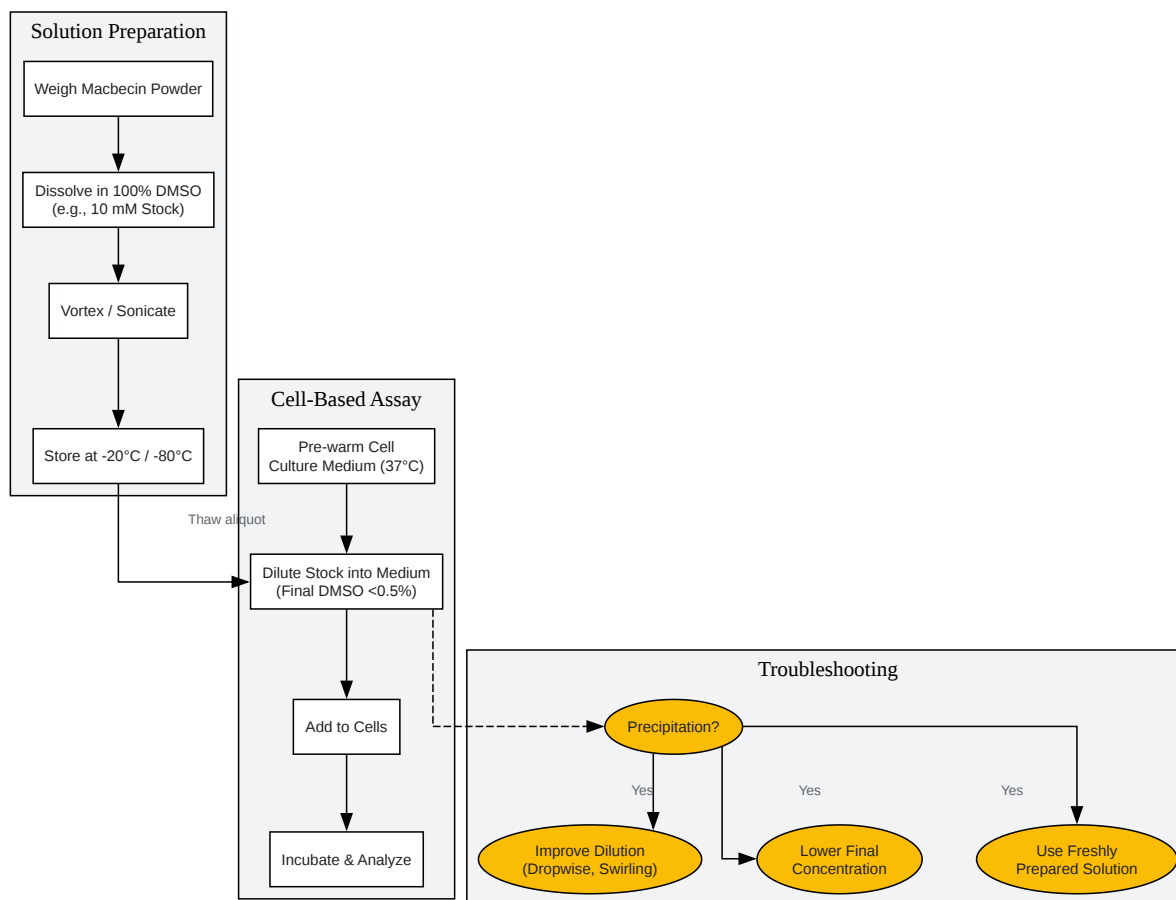 Solution Preparation
Weigh Macbecin Powder
Dissolve in 100% DMSO
(e.g., 10 mM Stock)
Vortex / Sonicate
Store at -20°C / -80°C
Thaw aliquot
Cell-Based Assay
Pre-warm Cell
Culture Medium (37°C)
Dilute Stock into Medium
(Final DMSO <0.5%)
Add to Cells
Incubate & Analyze
Troubleshooting
Precipitation?
Yes
Yes
Yes
Improve Dilution
(Dropwise, Swirling)
Lower Final
Concentration
Use Freshly
Prepared Solution